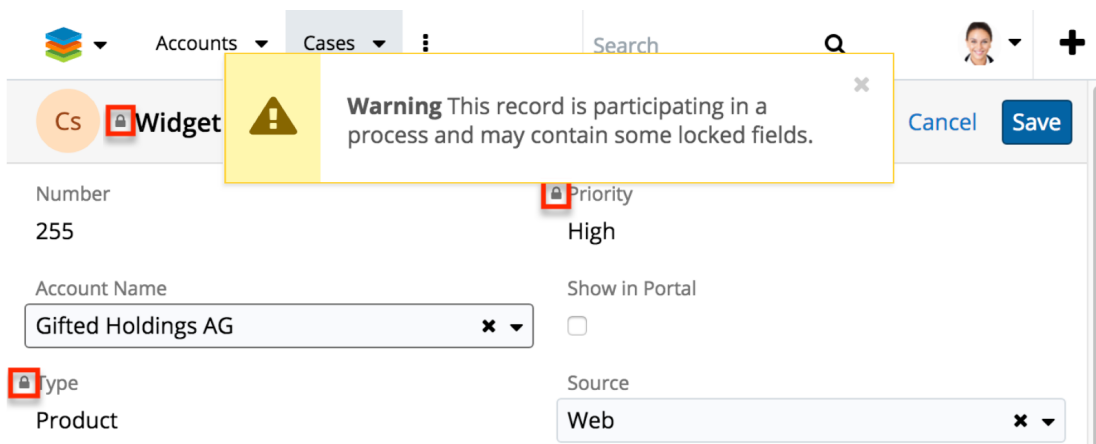 Accounts Cases Search
Warning This record is participating in a
process and may contain some locked fields.
Cs Widget Cancel Save
Number Priority
255 High
Account Name Show in Portal
Gifted Holdings AG
Type Source
Product Web